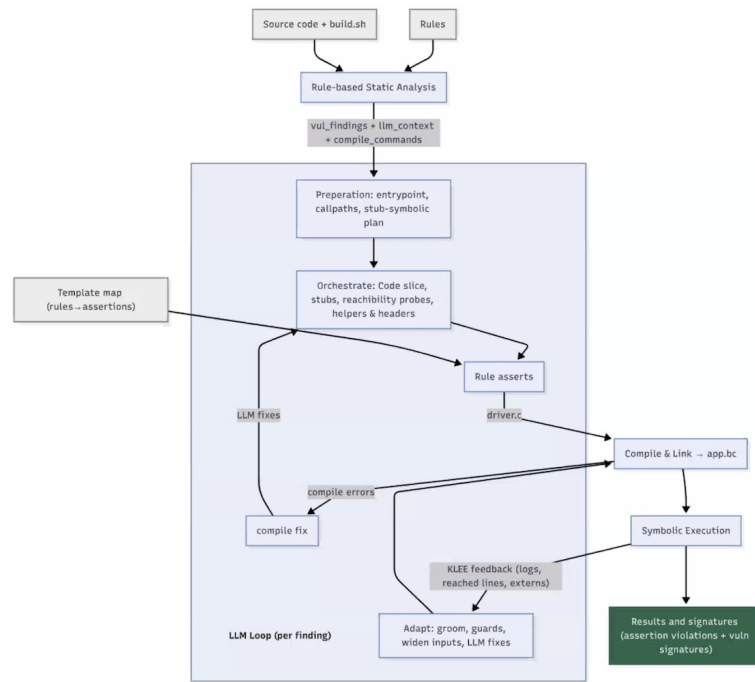 Source code + build.sh
Rules
Rule-based Static Analysis
vul_findings + llm_context
+ compile_commands
Preperation: entrypoint,
callpaths, stub-symbolic
plan
Template map
(rules→assertions)
Orchestrate: Code slice,
stubs, reachibility probes,
helpers & headers
Rule asserts
LLM fixes
driver.c
Compile & Link → app.bc
compile errors
compile fix
Symbolic Execution
KLEE feedback (logs,
reached lines, externs)
LLM Loop (per finding)
Adapt: groom, guards,
widen inputs, LLM fixes
Results and signatures
(assertion violations + vuln
signatures)